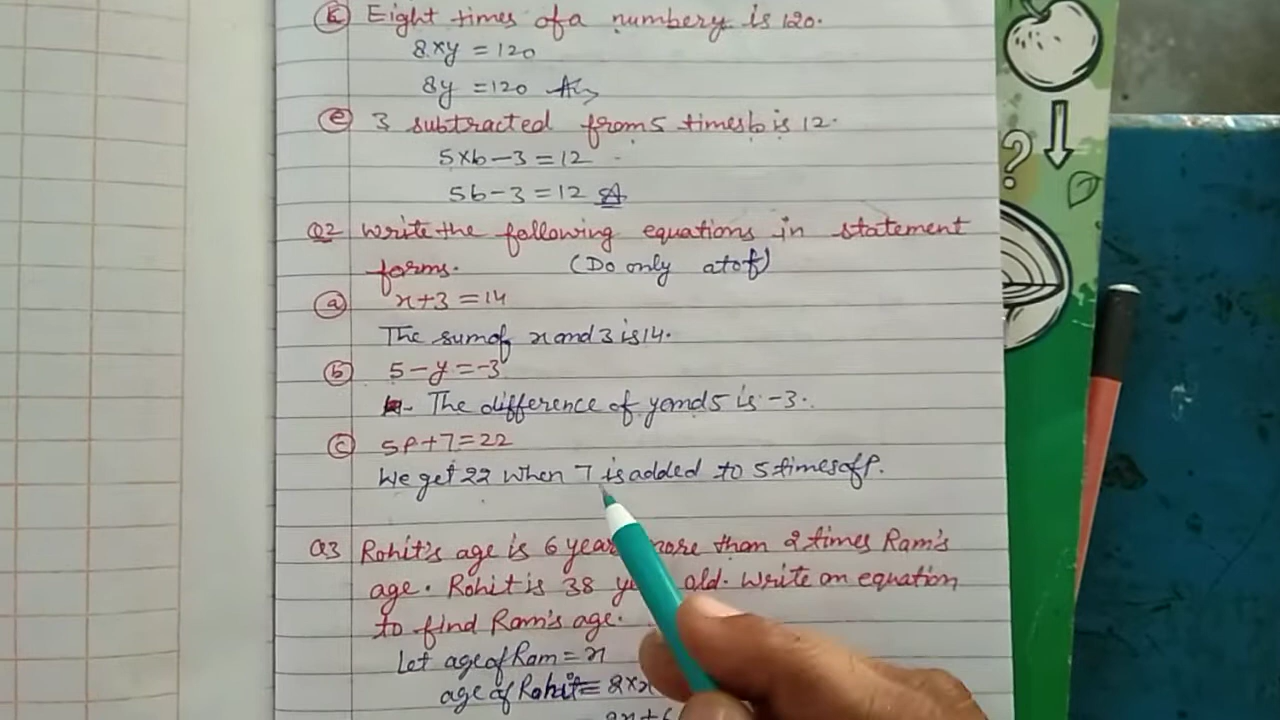 c Eight times of a number y is 120.
8×y = 120
8y = 120 Ans
e 3 subtracted from 5 times b is 12.
5×b - 3 = 12
5b - 3 = 12 A
Q2 Write the following equations in statement
forms. (Do only a to f)
a x+3 = 14
The sum of x and 3 is 14.
b 5 - y = -3
The difference of y and 5 is -3.
c 5p+7=22
We get 22 when 7 is added to 5 times of p.
Q3 Rohit's age is 6 year more than 2 times Ram's
age. Rohit is 38 ye old. Write an equation
to find Ram's age.
Let age of Ram = x
age of Rohit = 2×x
2x+6
?